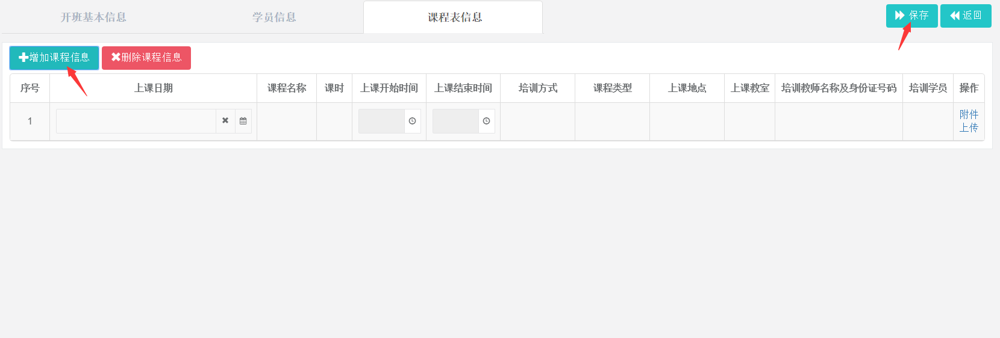 开班基本信息 学员信息 课程表信息 保存 返回
增加课程信息 删除课程信息
序号 上课日期 课程名称 课时 上课开始时间 上课结束时间 培训方式 课程类型 上课地点 上课教室 培训教师名称及身份证号码 培训学员 操作
1 附件
上传